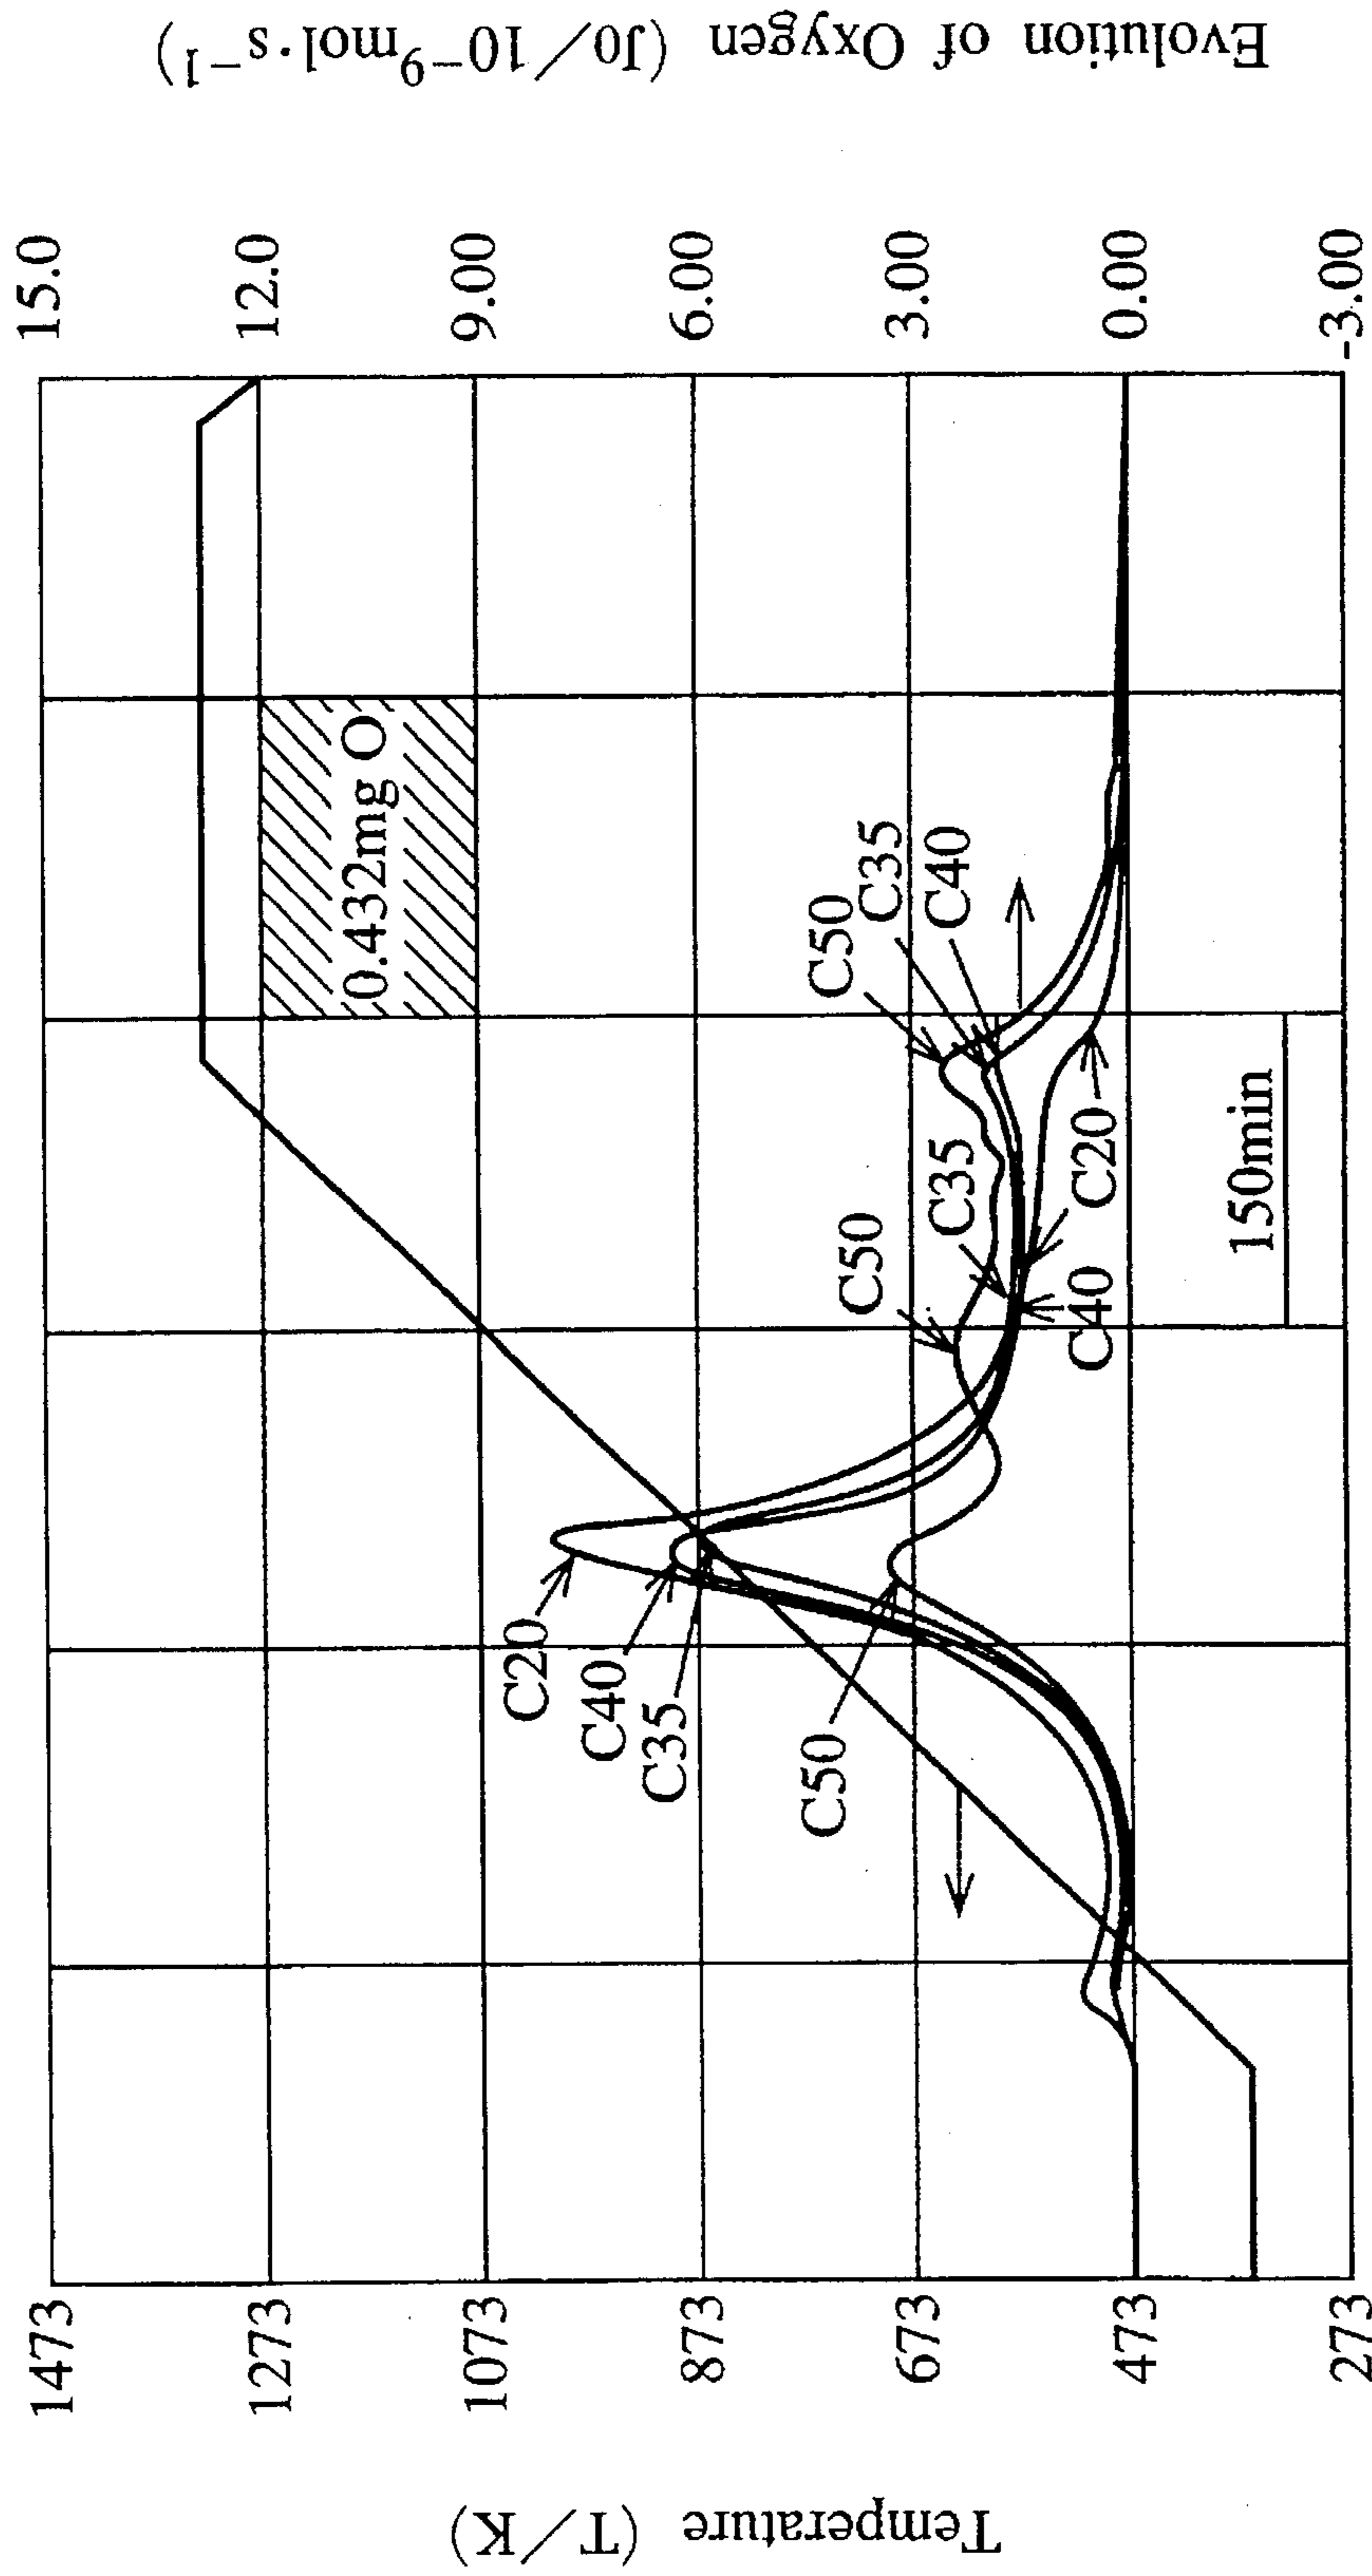 Evolution of Oxygen (J0/10⁻⁹mol·s⁻¹)
15.0
12.0
9.00
6.00
3.00
0.00
-3.00
0.432mg O
C50
C35
C40
C50
C35
C20
C40
150min
C20
C40
C35
C50
1473
1273
1073
873
673
473
273
Temperature (T/K)